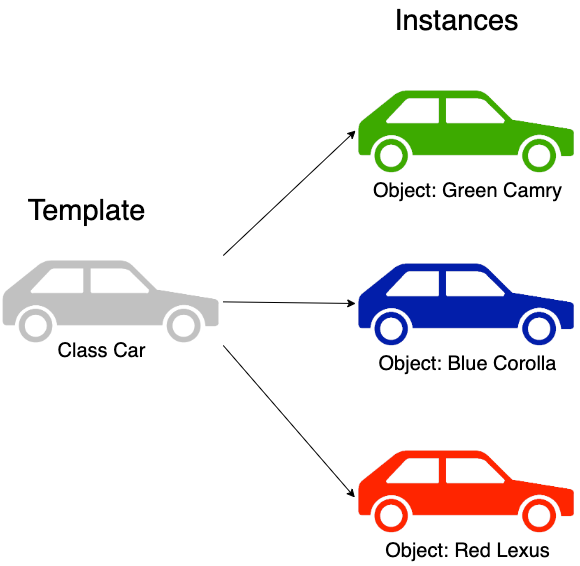 Instances
Object: Green Camry
Template
Class Car
Object: Blue Corolla
Object: Red Lexus